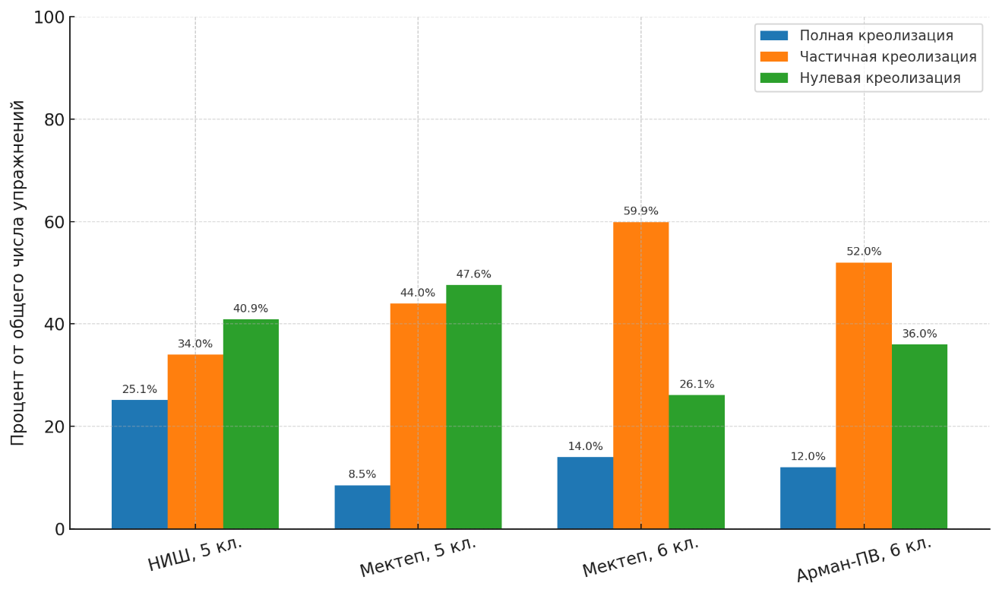 Процент от общего числа упражнений
100
80
60
40
20
0
Полная креолизация
Частичная креолизация
Нулевая креолизация
25.1%
34.0%
40.9%
8.5%
44.0%
47.6%
14.0%
59.9%
26.1%
12.0%
52.0%
36.0%
НИШ, 5 кл.
Мектеп, 5 кл.
Мектеп, 6 кл.
Арман-ПВ, 6 кл.